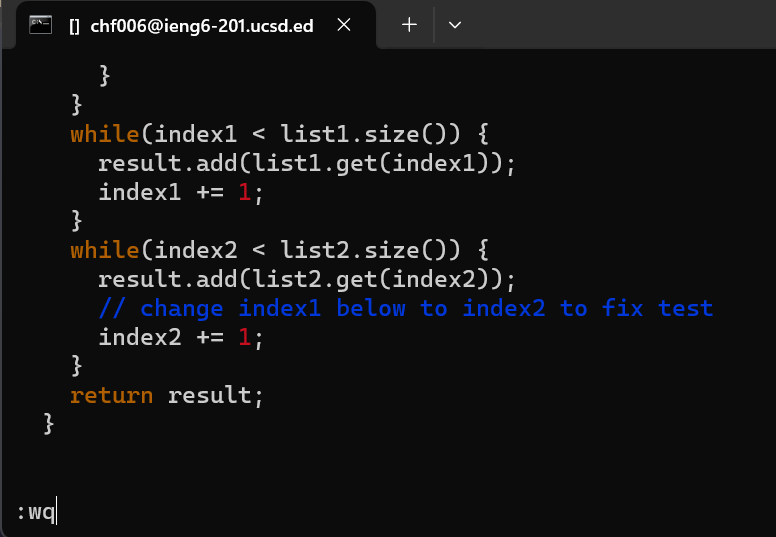 [] chf006@ieng6-201.ucsd.ed
}
}
while(index1 < list1.size()) {
result.add(list1.get(index1));
index1 += 1;
}
while(index2 < list2.size()) {
result.add(list2.get(index2));
// change index1 below to index2 to fix test
index2 += 1;
}
return result;
}
:wq